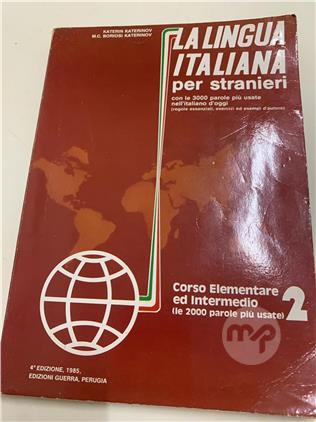 KATERIN KATERINOV
M.C. BORIOSI KATERINOV
LA LINGUA
ITALIANA
per stranieri
con le 3000 parole più usate
nell'italiano d'oggi
(regole essenziali, esercizi ed esempi d'autore)
Corso Elementare
ed Intermedio
(le 2000 parole più usate)
2
4ª EDIZIONE, 1985,
EDIZIONI GUERRA, PERUGIA